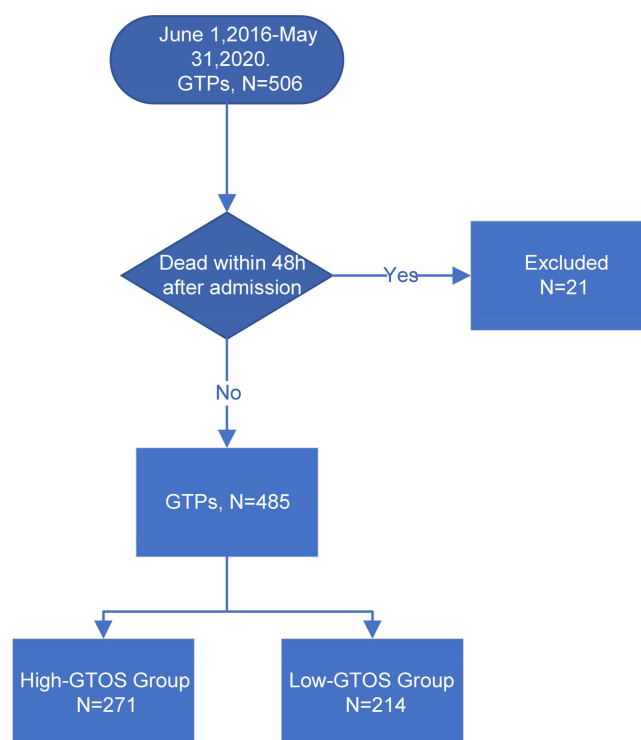 June 1,2016-May
31,2020.
GTPs, N=506
Dead within 48h
after admission
Yes
Excluded
N=21
No
GTPs, N=485
High-GTOS Group
N=271
Low-GTOS Group
N=214